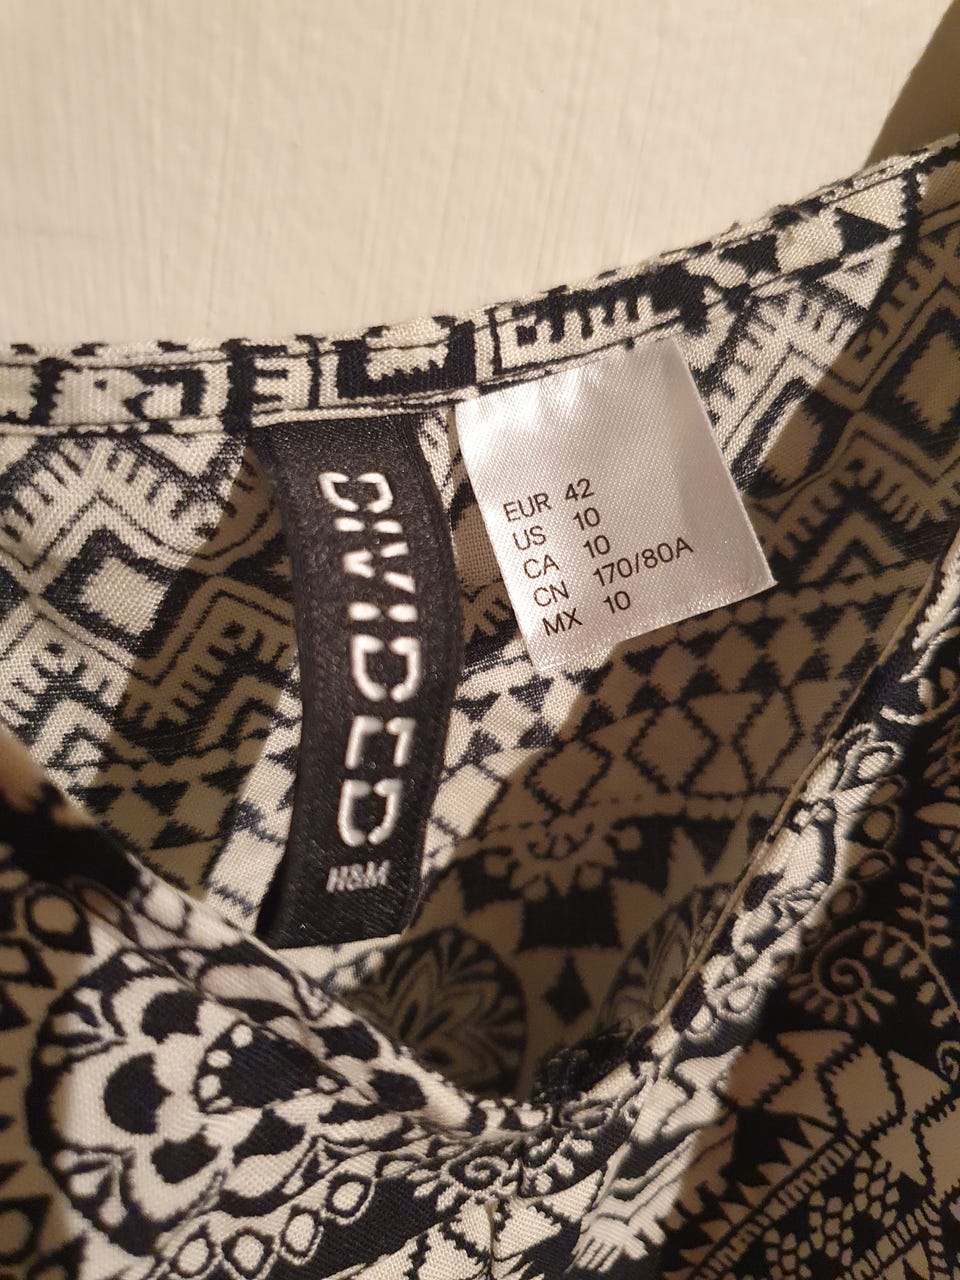 DIVIDED
H&M
EUR 42
US 10
CA 10
CN 170/80A
MX 10